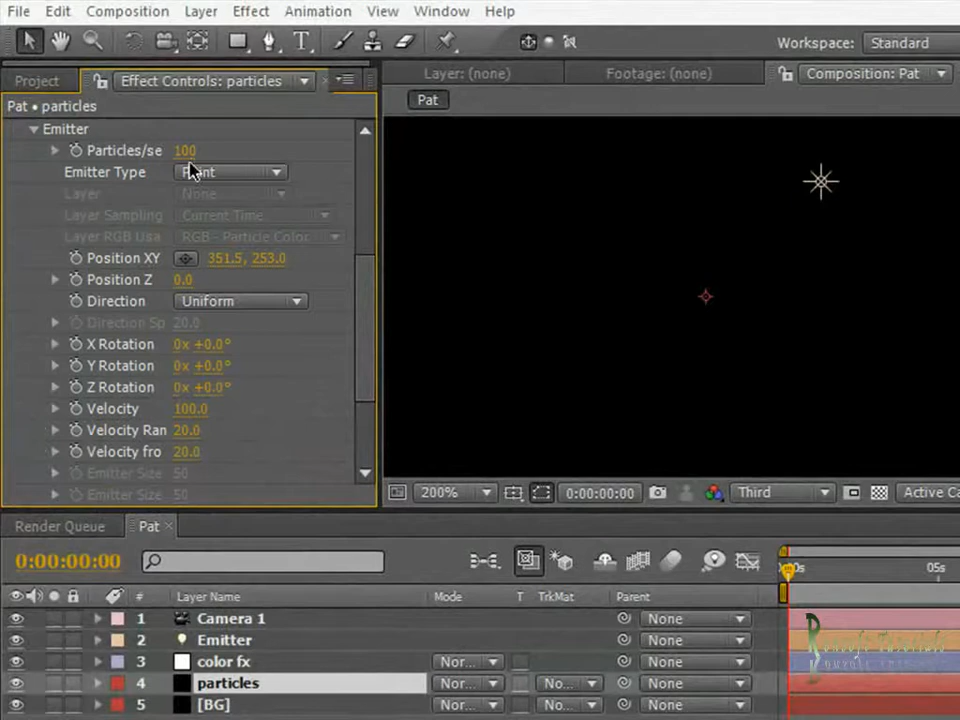 File Edit Composition Layer Effect Animation View Window Help
Workspace: Standard
Project Effect Controls: particles Layer: (none) Footage: (none) Composition: Pat
Pat • particles
Pat
Emitter
Particles/se 100
Emitter Type
Layer None
Layer Sampling Current Time
Layer RGB Usa RGB - Particle Color
Position XY 351.5, 253.0
Position Z 0.0
Direction Uniform
Direction Sp 20.0
X Rotation 0x +0.0°
Y Rotation 0x +0.0°
Z Rotation 0x +0.0°
Velocity 100.0
Velocity Ran 20.0
Velocity fro 20.0
Emitter Size 50
Emitter Size 50
200% 0:00:00:00 Third Active Ca
Render Queue Pat
0:00:00:00
05s
# Layer Name Mode T TrkMat Parent
1 Camera 1 None
2 Emitter None
3 color fx Nor... None
4 particles Nor... No... None
5 [BG] Nor... No... None